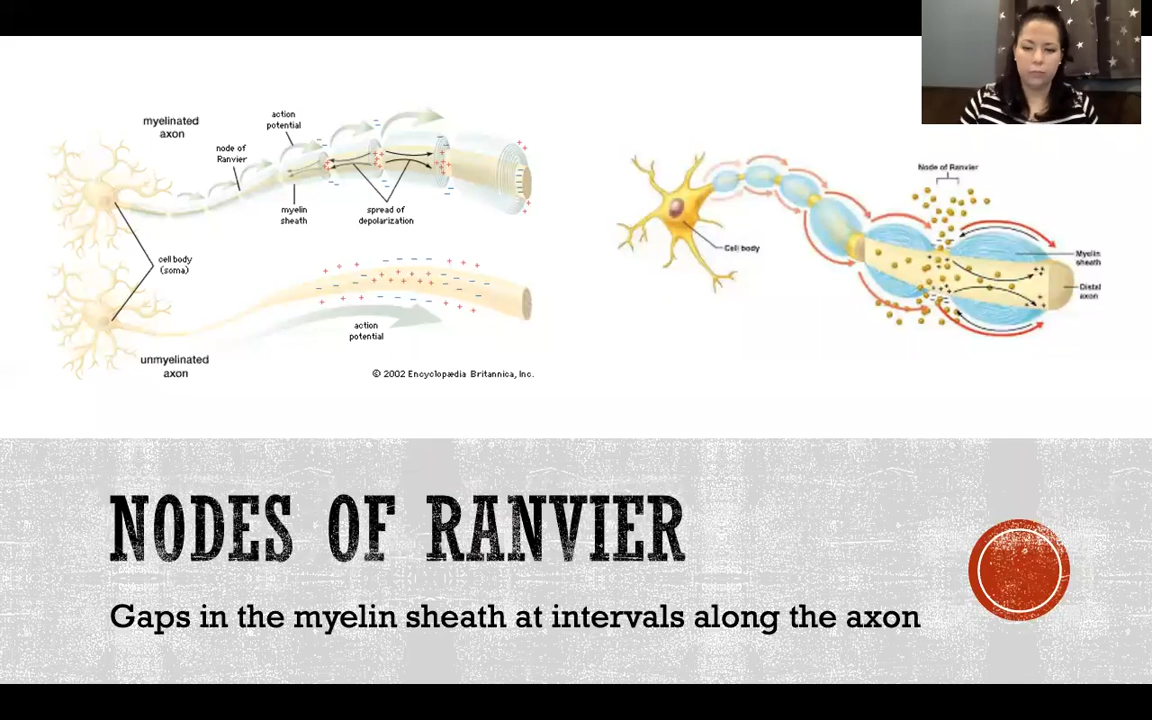 myelinated
axon
action
potential
node of
Ranvier
myelin
sheath
spread of
depolarization
cell body
(soma)
action
potential
unmyelinated
axon
© 2002 Encyclopædia Britannica, Inc.
Node of Ranvier
Cell body
Myelin
sheath
Distal
axon
NODES OF RANVIER
Gaps in the myelin sheath at intervals along the axon